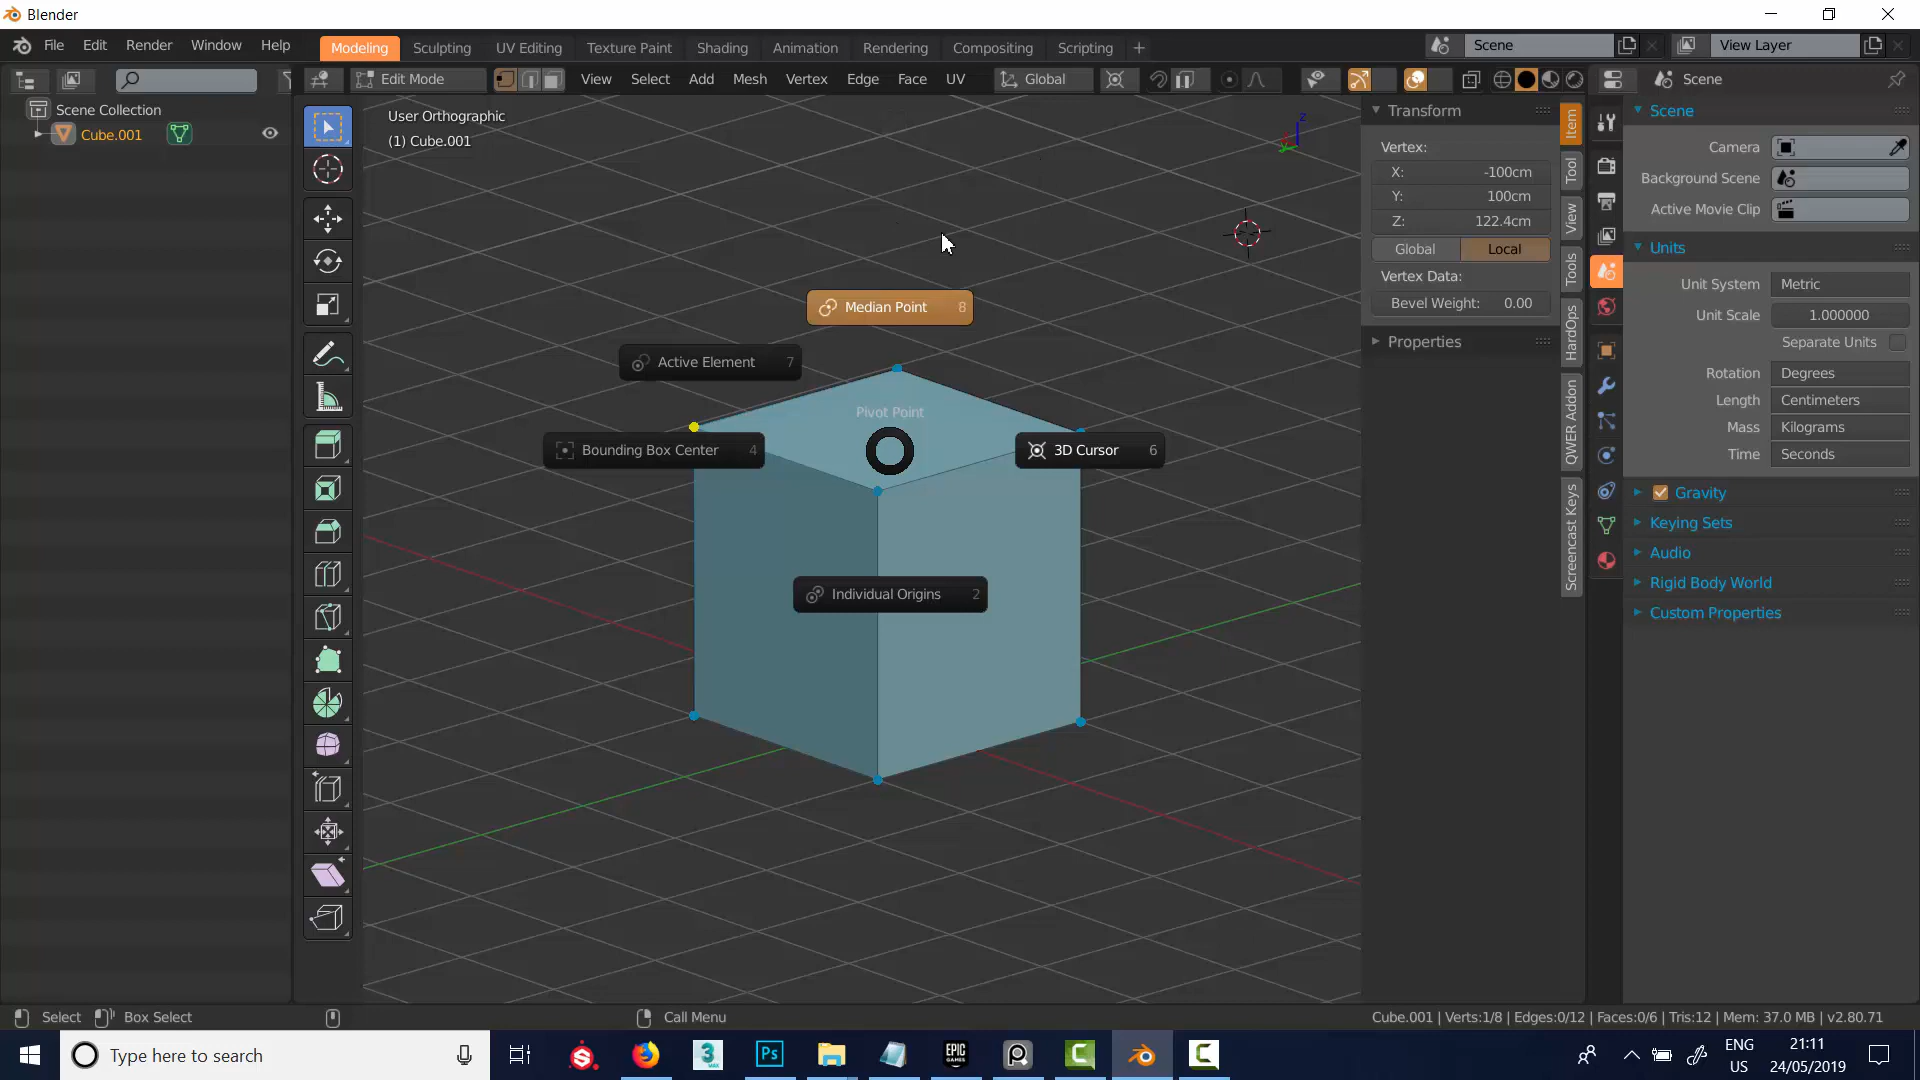 Blender
File Edit Render Window Help
Modeling Sculpting UV Editing Texture Paint Shading Animation Rendering Compositing Scripting +
Scene
View Layer
Edit Mode
View Select Add Mesh Vertex Edge Face UV
Global
Scene
Scene Collection
Cube.001
User Orthographic
(1) Cube.001
Z
Median Point 8
Active Element 7
Pivot Point
Bounding Box Center 4
3D Cursor 6
Individual Origins 2
Transform
Vertex:
X: -100cm
Y: 100cm
Z: 122.4cm
Global Local
Vertex Data:
Bevel Weight: 0.00
Properties
Item
Tool
View
Tools
HardOps
QWER Addon
Screencast Keys
Scene
Camera
Background Scene
Active Movie Clip
Units
Unit System Metric
Unit Scale 1.000000
Separate Units
Rotation Degrees
Length Centimeters
Mass Kilograms
Time Seconds
Gravity
Keying Sets
Audio
Rigid Body World
Custom Properties
Select Box Select Call Menu
Cube.001 | Verts:1/8 | Edges:0/12 | Faces:0/6 | Tris:12 | Mem: 37.0 MB | v2.80.71
Type here to search
3
MAX
Ps
EPIC
GAMES
ENG
US
21:11
24/05/2019